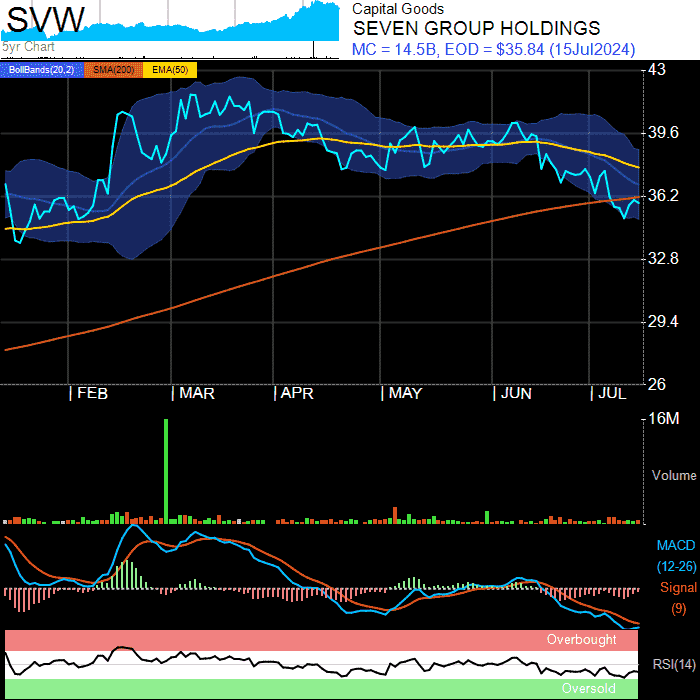 SVW
5yr Chart
Capital Goods
SEVEN GROUP HOLDINGS
MC = 14.5B, EOD = $35.84 (15Jul2024)
BollBands(20,2) SMA(200) EMA(50)
43
39.6
36.2
32.8
29.4
26
FEB MAR APR MAY JUN JUL
16M
Volume
MACD
(12-26)
Signal
(9)
Overbought
RSI(14)
Oversold